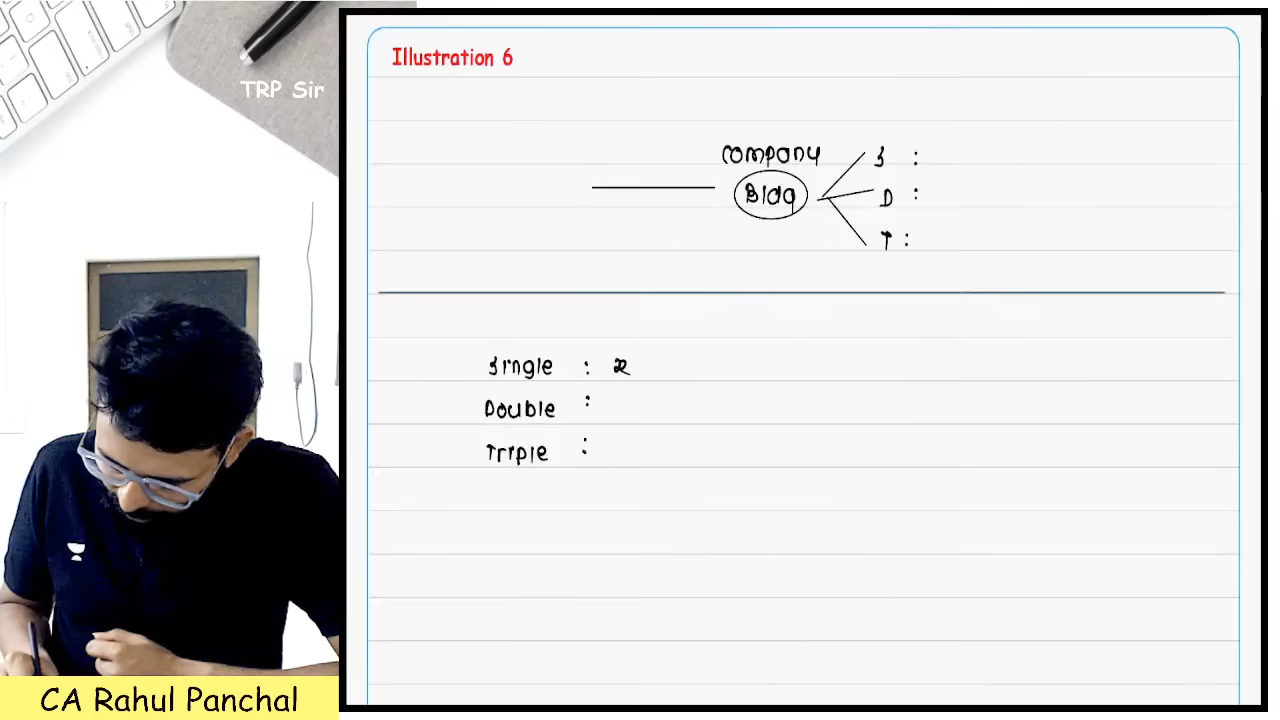 TRP Sir
Illustration 6
Company
Bldg
S :
D :
T :
Single : x
Double :
Triple :
CA Rahul Panchal